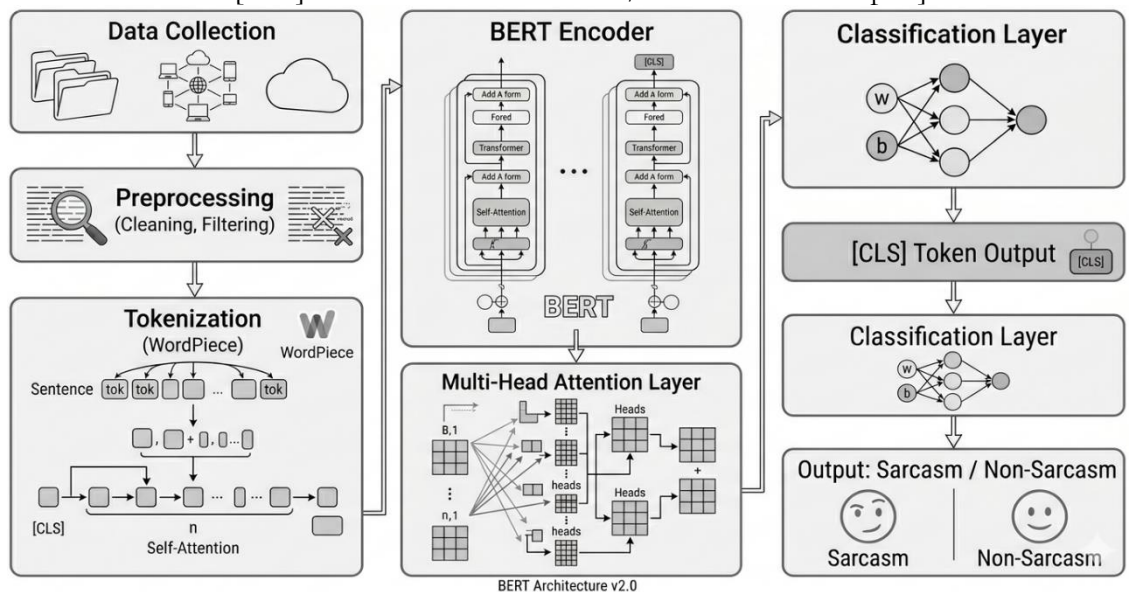 Data Collection
Preprocessing
(Cleaning, Filtering)
Tokenization
(WordPiece)
WordPiece
Sentence
tok
tok
...
tok
, + , ...
... ...
[CLS]
n
Self-Attention
BERT Encoder
Add A form
Fored
Transformer
Add A form
Self-Attention
...
[CLS]
Add A form
Fored
Transformer
Add A form
Self-Attention
BERT
Multi-Head Attention Layer
B,1
n,1
heads
heads
Heads
Heads
+
BERT Architecture v2.0
Classification Layer
w
b
[CLS] Token Output
[CLS]
Classification Layer
w
b
Output: Sarcasm / Non-Sarcasm
Sarcasm
Non-Sarcasm